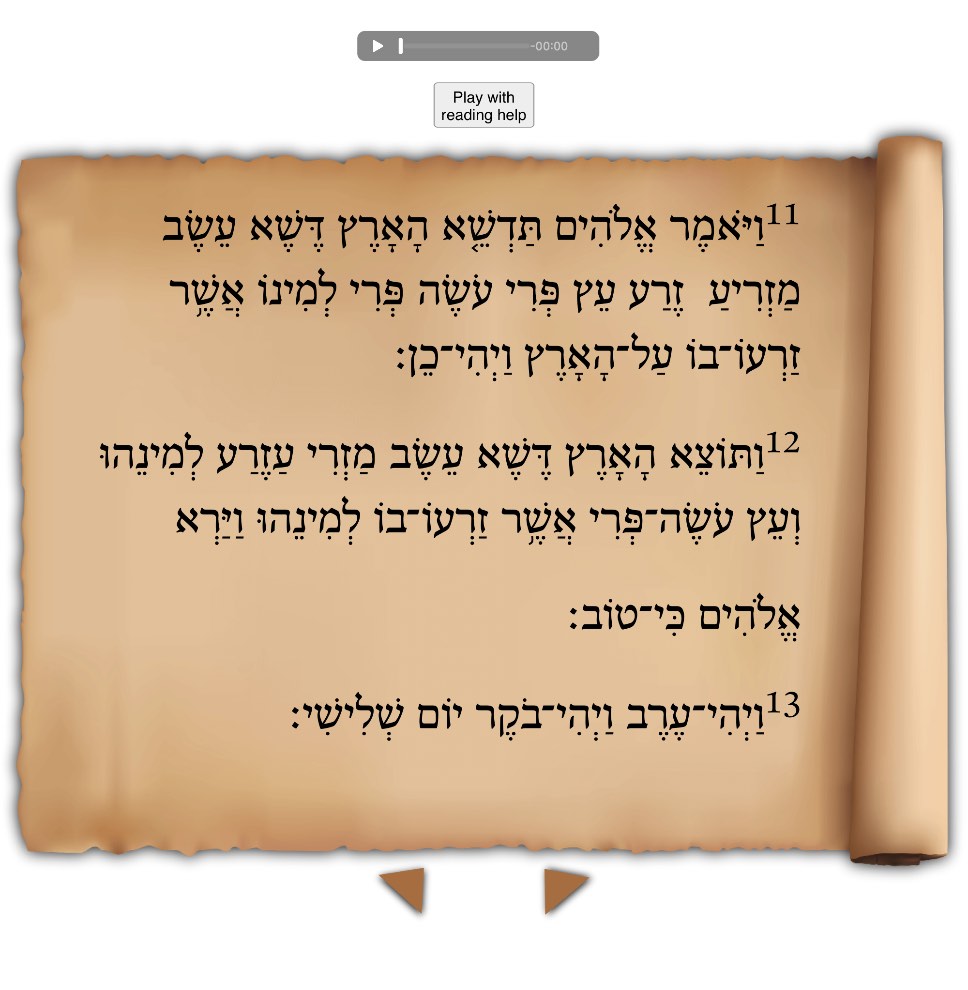 -00:00
Play with
reading help
11וַיֹּאמֶר אֱלֹהִים תַּדְשֵׁ֤א הָאָרֶץ דֶּשֶׁא עֵשֶׂב
מַזְרִיעַ זֶרַע עֵץ פְּרִי עֹשֶׂה פְּרִי לְמִינוֹ אֲשֶׁ֥ר
זַרְעוֹ־בוֹ עַל־הָאָרֶץ וַיְהִי־כֵן׃
12וַתּוֹצֵא הָאָרֶץ דֶּשֶׁא עֵשֶׂב מַזְרִי עַזֶרַע לְמִינֵהוּ
וְעֵץ עֹשֶׂה־פְּרִי אֲשֶׁ֥ר זַרְעוֹ־בוֹ לְמִינֵהוּ וַיַּרְא
אֱלֹהִים כִּי־טוֹב׃
13וַיְהִי־עֶרֶב וַיְהִי־בֹקֶר יוֹם שְׁלִישִׁי׃